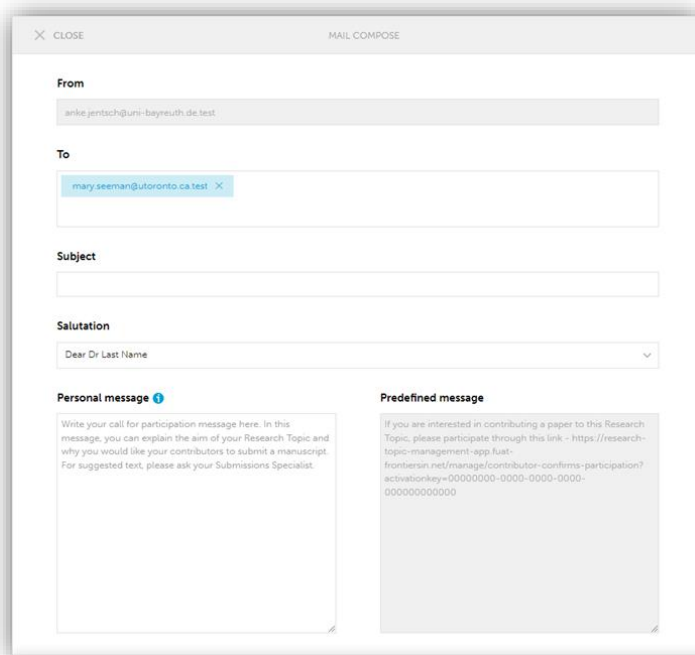 CLOSE
MAIL COMPOSE
From
anke.jentsch@uni-bayreuth.de.test
To
mary.seeman@utoronto.ca.test
Subject
Salutation
Dear Dr Last Name
Personal message
Write your call for participation message here. In this
message, you can explain the aim of your Research Topic and
why you would like your contributors to submit a manuscript.
For suggested text, please ask your Submissions Specialist.
Predefined message
If you are interested in contributing a paper to this Research
Topic, please participate through this link - https://research-
topic-management-app.fuat-
frontiersin.net/manage/contributor-confirms-participation?
activationkey=00000000-0000-0000-0000-
000000000000